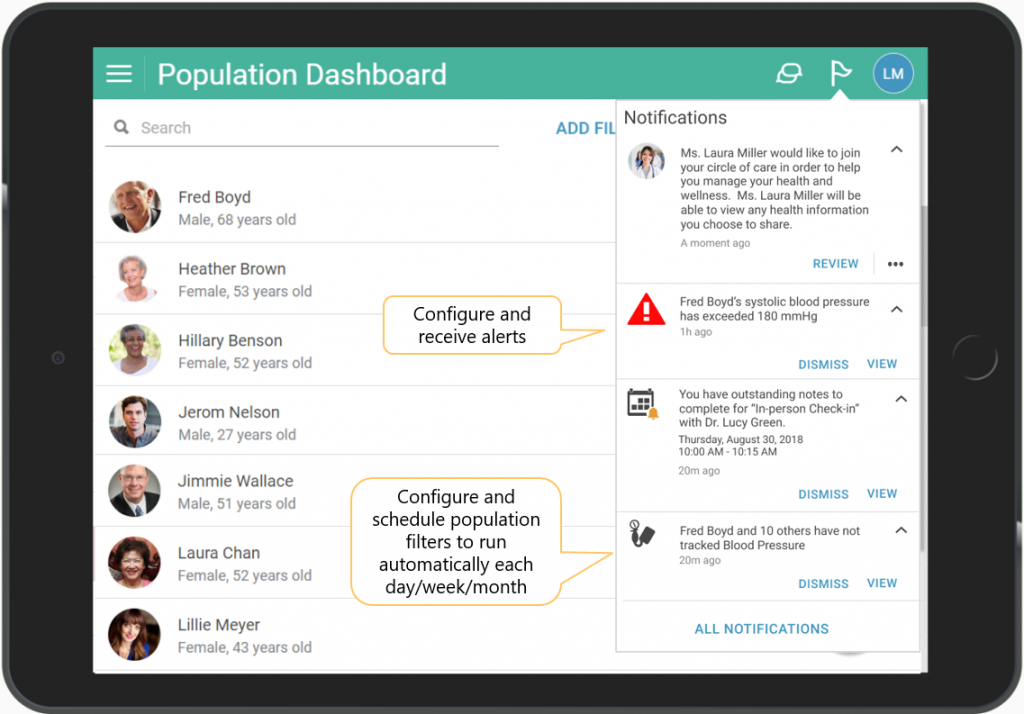 Population Dashboard
LM
Search
ADD FIL
Fred Boyd
Male, 68 years old
Heather Brown
Female, 53 years old
Hillary Benson
Female, 52 years old
Jerom Nelson
Male, 27 years old
Jimmie Wallace
Male, 51 years old
Laura Chan
Female, 52 years old
Lillie Meyer
Female, 43 years old
Configure and
receive alerts
Configure and
schedule population
filters to run
automatically each
day/week/month
Notifications
Ms. Laura Miller would like to join
your circle of care in order to help
you manage your health and
wellness.  Ms. Laura Miller will be
able to view any health information
you choose to share.
A moment ago
REVIEW
Fred Boyd's systolic blood pressure
has exceeded 180 mmHg
1h ago
DISMISS VIEW
You have outstanding notes to
complete for “In-person Check-in”
with Dr. Lucy Green.
Thursday, August 30, 2018
10:00 AM - 10:15 AM
20m ago
DISMISS VIEW
Fred Boyd and 10 others have not
tracked Blood Pressure
20m ago
DISMISS VIEW
ALL NOTIFICATIONS